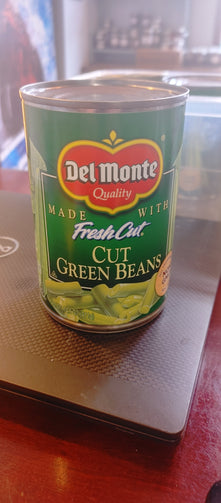 Del Monte
Quality
MADE WITH
Fresh Cut®
CUT
GREEN BEANS